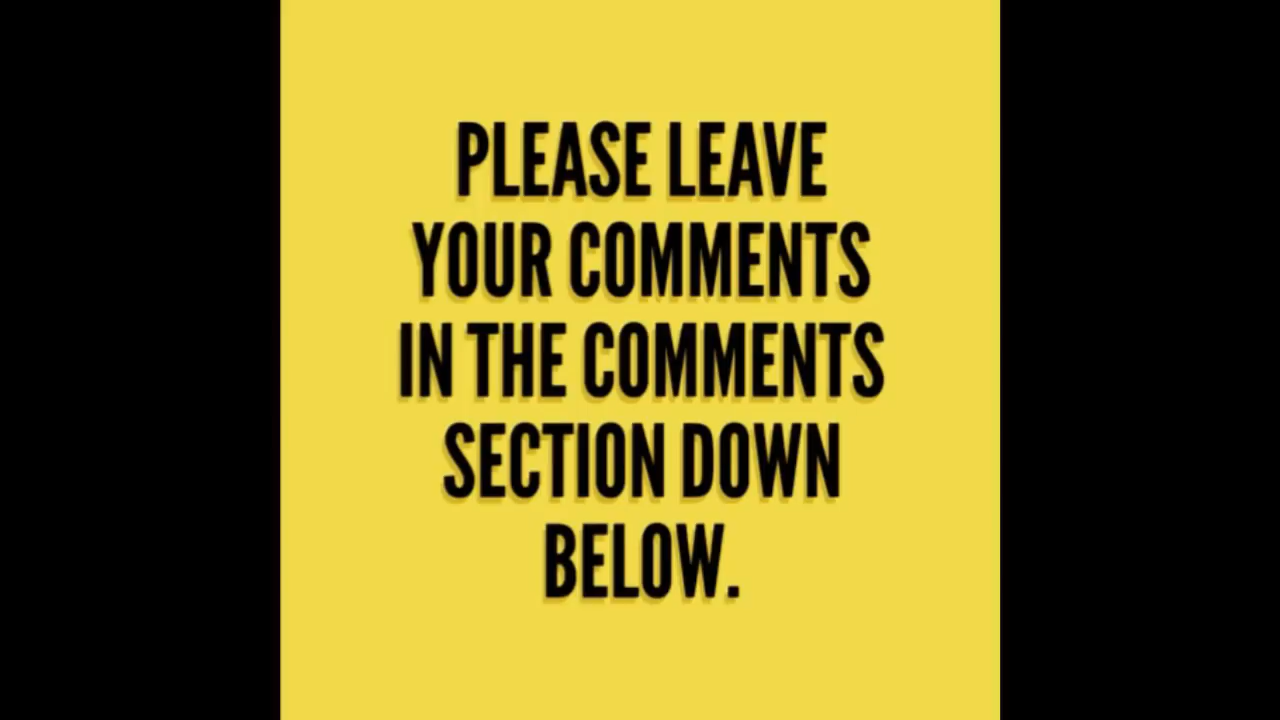 PLEASE LEAVE
YOUR COMMENTS
IN THE COMMENTS
SECTION DOWN
BELOW.